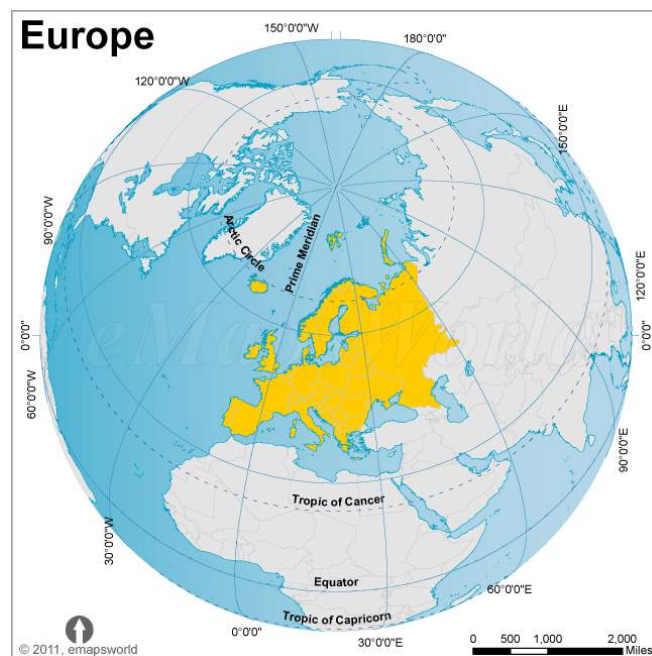 Europe
150°0'0"W
180°0'0"
120°0'0"W
150°0'0"E
90°0'0"W
Arctic Circle
Prime Meridian
120°0'0"E
0°0'0"
0°0'0"
eMapsWorld
60°0'0"W
90°0'0"E
Tropic of Cancer
30°0'0"W
Equator
60°0'0"E
Tropic of Capricorn
0°0'0"
30°0'0"E
0 500 1,000 2,000
Miles
© 2011, emapsworld